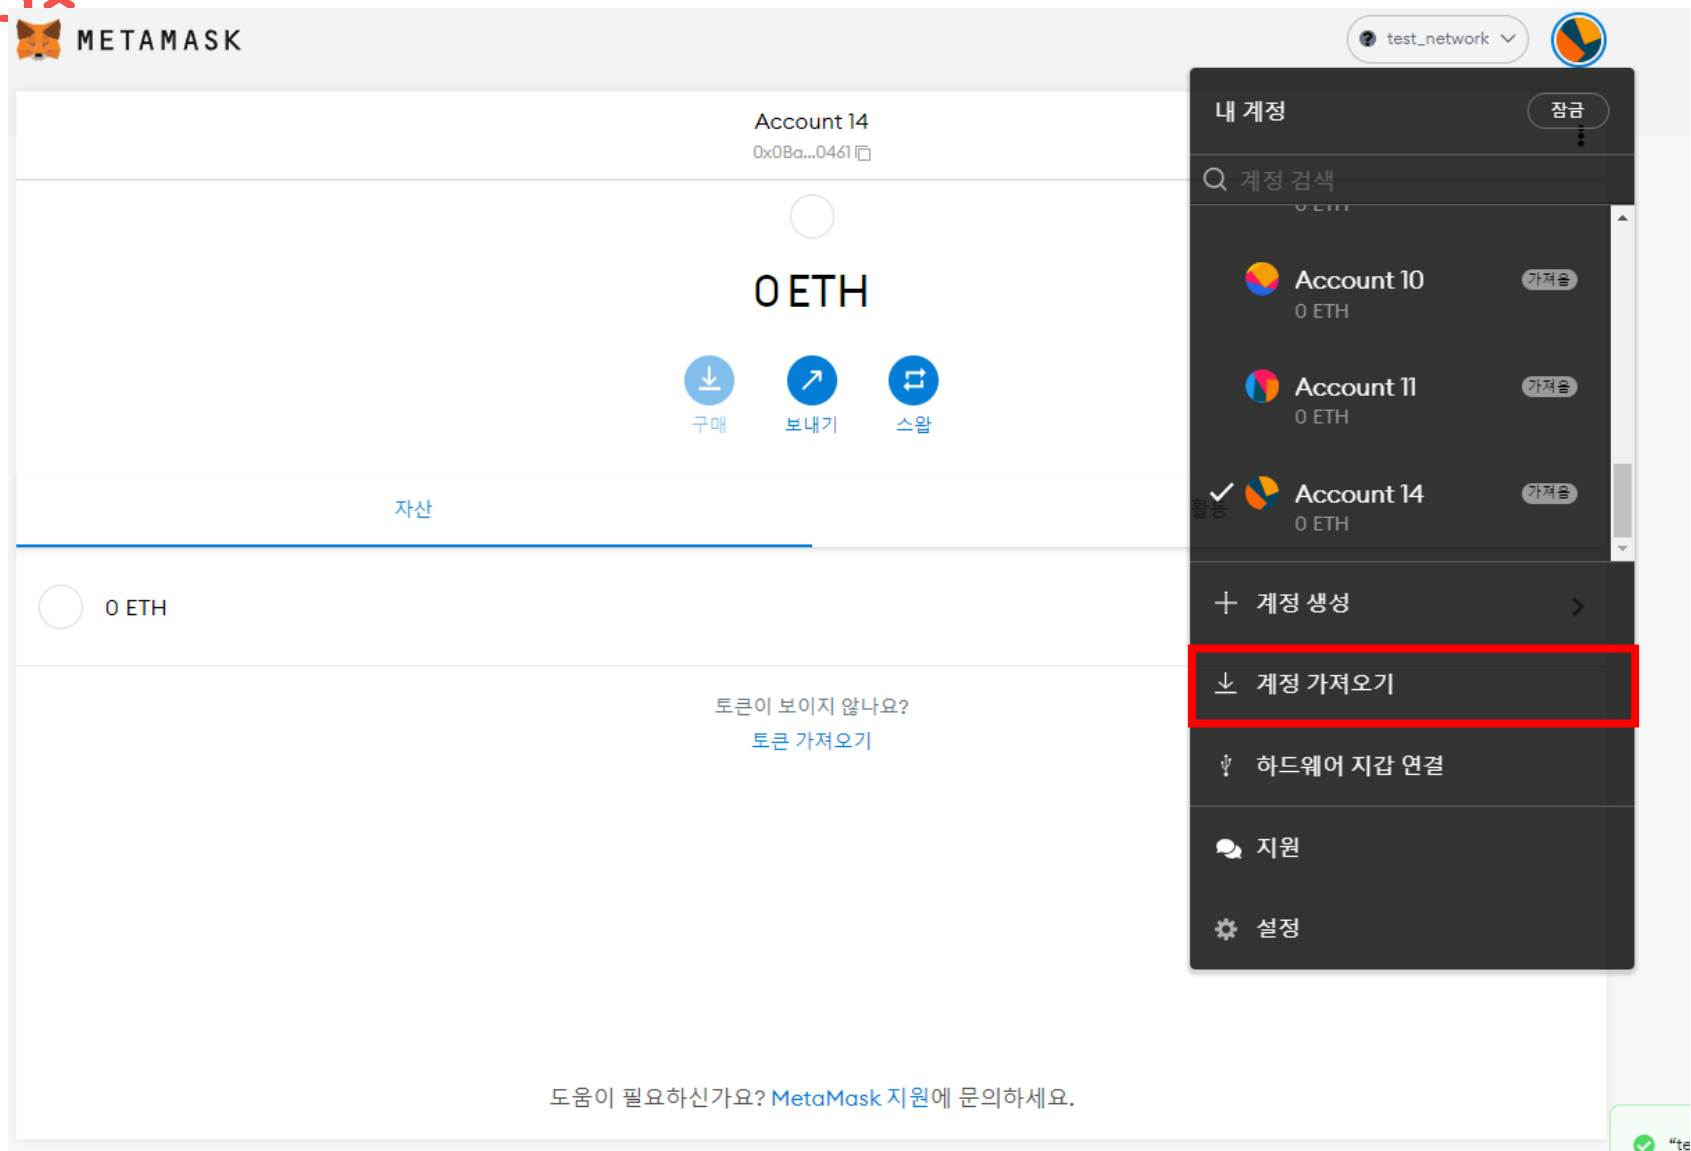 METAMASK
test_network
Account 14
0x0Ba...0461
0 ETH
구매
보내기
스왑
자산
활동
0 ETH
토큰이 보이지 않나요?
토큰 가져오기
도움이 필요하신가요? MetaMask 지원에 문의하세요.
내 계정
잠금
계정 검색
0 ETH
Account 10
가져옴
0 ETH
Account 11
가져옴
0 ETH
Account 14
가져옴
0 ETH
계정 생성
계정 가져오기
하드웨어 지갑 연결
지원
설정